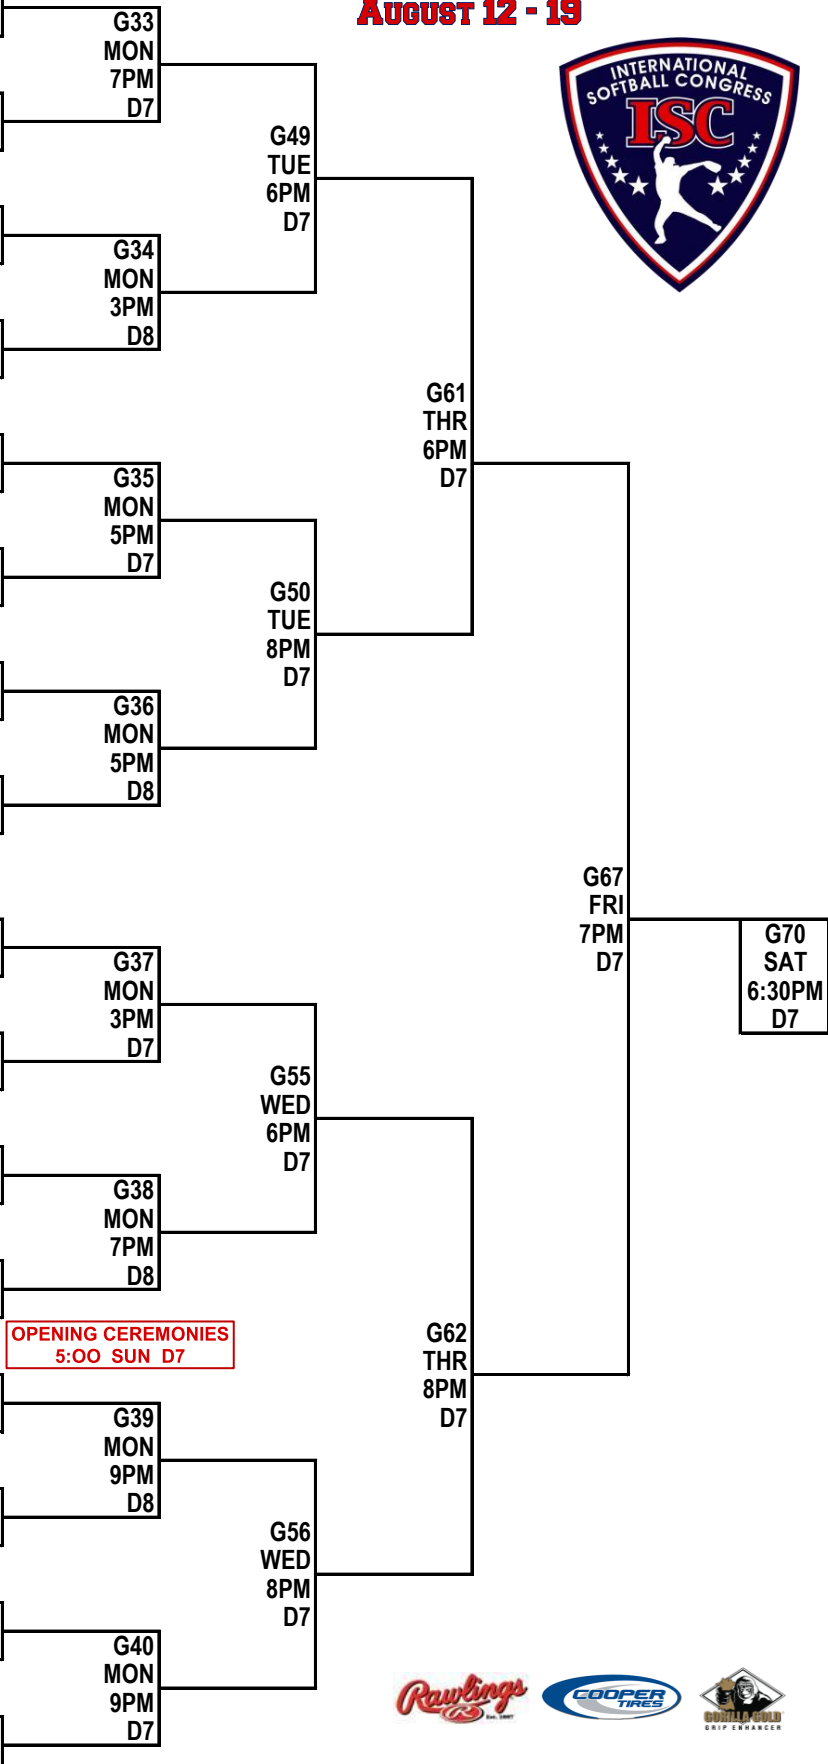 AUGUST 12 - 19
INTERNATIONAL
SOFTBALL CONGRESS
ISC
G33
MON
7PM
D7
G49
TUE
6PM
D7
G34
MON
3PM
D8
G61
THR
6PM
D7
G35
MON
5PM
D7
G50
TUE
8PM
D7
G36
MON
5PM
D8
G67
FRI
7PM
D7
G70
SAT
6:30PM
D7
G37
MON
3PM
D7
G55
WED
6PM
D7
G38
MON
7PM
D8
OPENING CEREMONIES
5:OO SUN D7
G62
THR
8PM
D7
G39
MON
9PM
D8
G56
WED
8PM
D7
G40
MON
9PM
D7
Rawlings
R
Est. 1887
COOPER
TIRES
GORILLA GOLD
GRIP ENHANCER